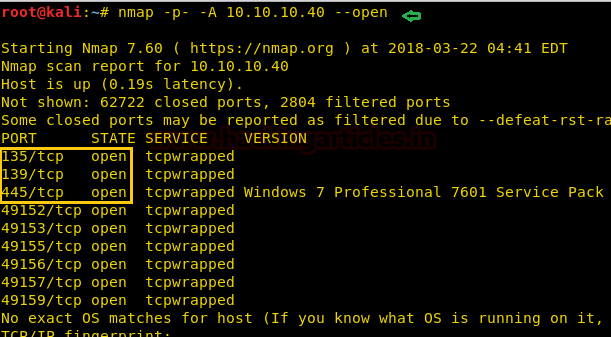 root@kali:~# nmap -p- -A 10.10.10.40 --open
Starting Nmap 7.60 ( https://nmap.org ) at 2018-03-22 04:41 EDT
Nmap scan report for 10.10.10.40
Host is up (0.19s latency).
Not shown: 62722 closed ports, 2804 filtered ports
Some closed ports may be reported as filtered due to --defeat-rst-ra
PORT STATE SERVICE VERSION
135/tcp open tcpwrapped
139/tcp open tcpwrapped
445/tcp open tcpwrapped Windows 7 Professional 7601 Service Pack
49152/tcp open tcpwrapped
49153/tcp open tcpwrapped
49155/tcp open tcpwrapped
49156/tcp open tcpwrapped
49157/tcp open tcpwrapped
49159/tcp open tcpwrapped
No exact OS matches for host (If you know what OS is running on it,
TCP/IP fingerprint: